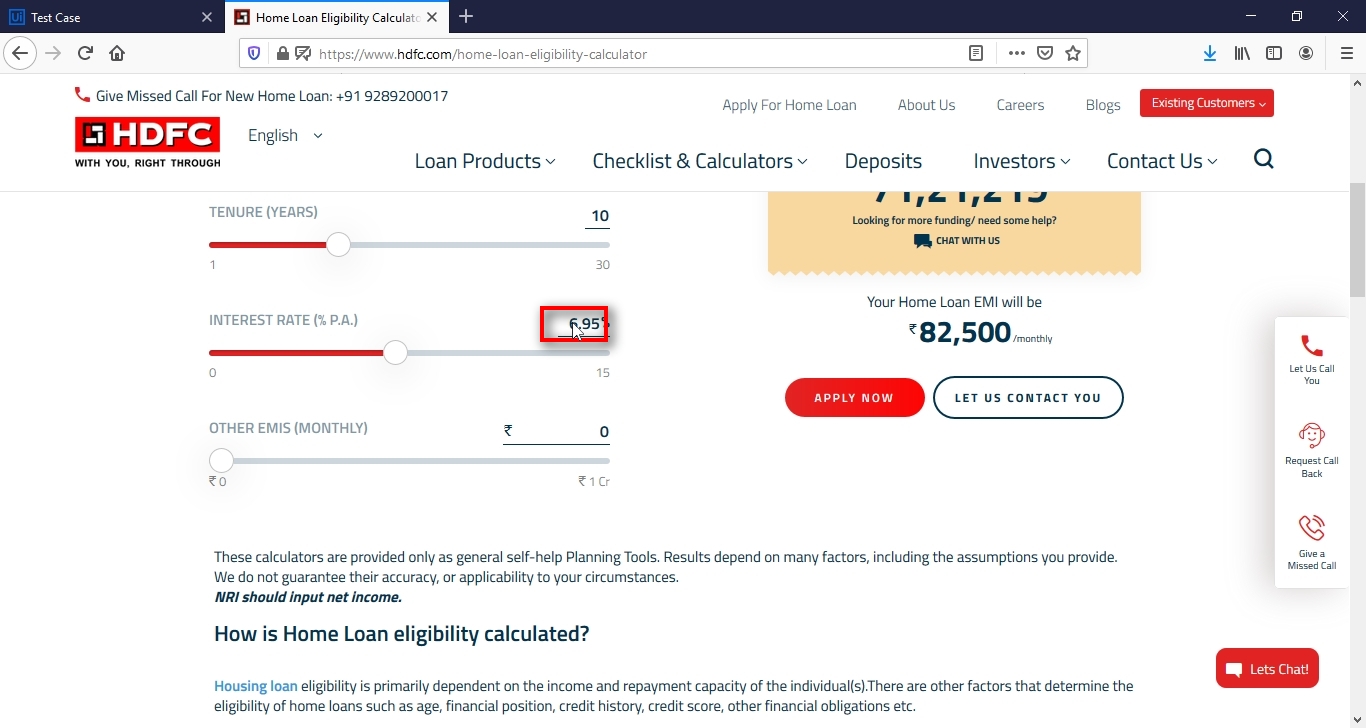 Test Case
Home Loan Eligibility Calculato
https://www.hdfc.com/home-loan-eligibility-calculator
Give Missed Call For New Home Loan: +91 9289200017
Apply For Home Loan
About Us
Careers
Blogs
Existing Customers
HDFC
WITH YOU, RIGHT THROUGH
English
Loan Products
Checklist & Calculators
Deposits
Investors
Contact Us
TENURE (YEARS)
10
1
30
INTEREST RATE (% P.A.)
6.95%
0
15
OTHER EMIS (MONTHLY)
₹ 0
₹ 0
₹ 1 Cr
71,21,215
Looking for more funding/ need some help?
CHAT WITH US
Your Home Loan EMI will be
₹82,500/monthly
APPLY NOW
LET US CONTACT YOU
Let Us Call
You
Request Call
Back
Give a
Missed Call
These calculators are provided only as general self-help Planning Tools. Results depend on many factors, including the assumptions you provide.
We do not guarantee their accuracy, or applicability to your circumstances.
NRI should input net income.
How is Home Loan eligibility calculated?
Housing loan eligibility is primarily dependent on the income and repayment capacity of the individual(s).There are other factors that determine the
eligibility of home loans such as age, financial position, credit history, credit score, other financial obligations etc.
Lets Chat!